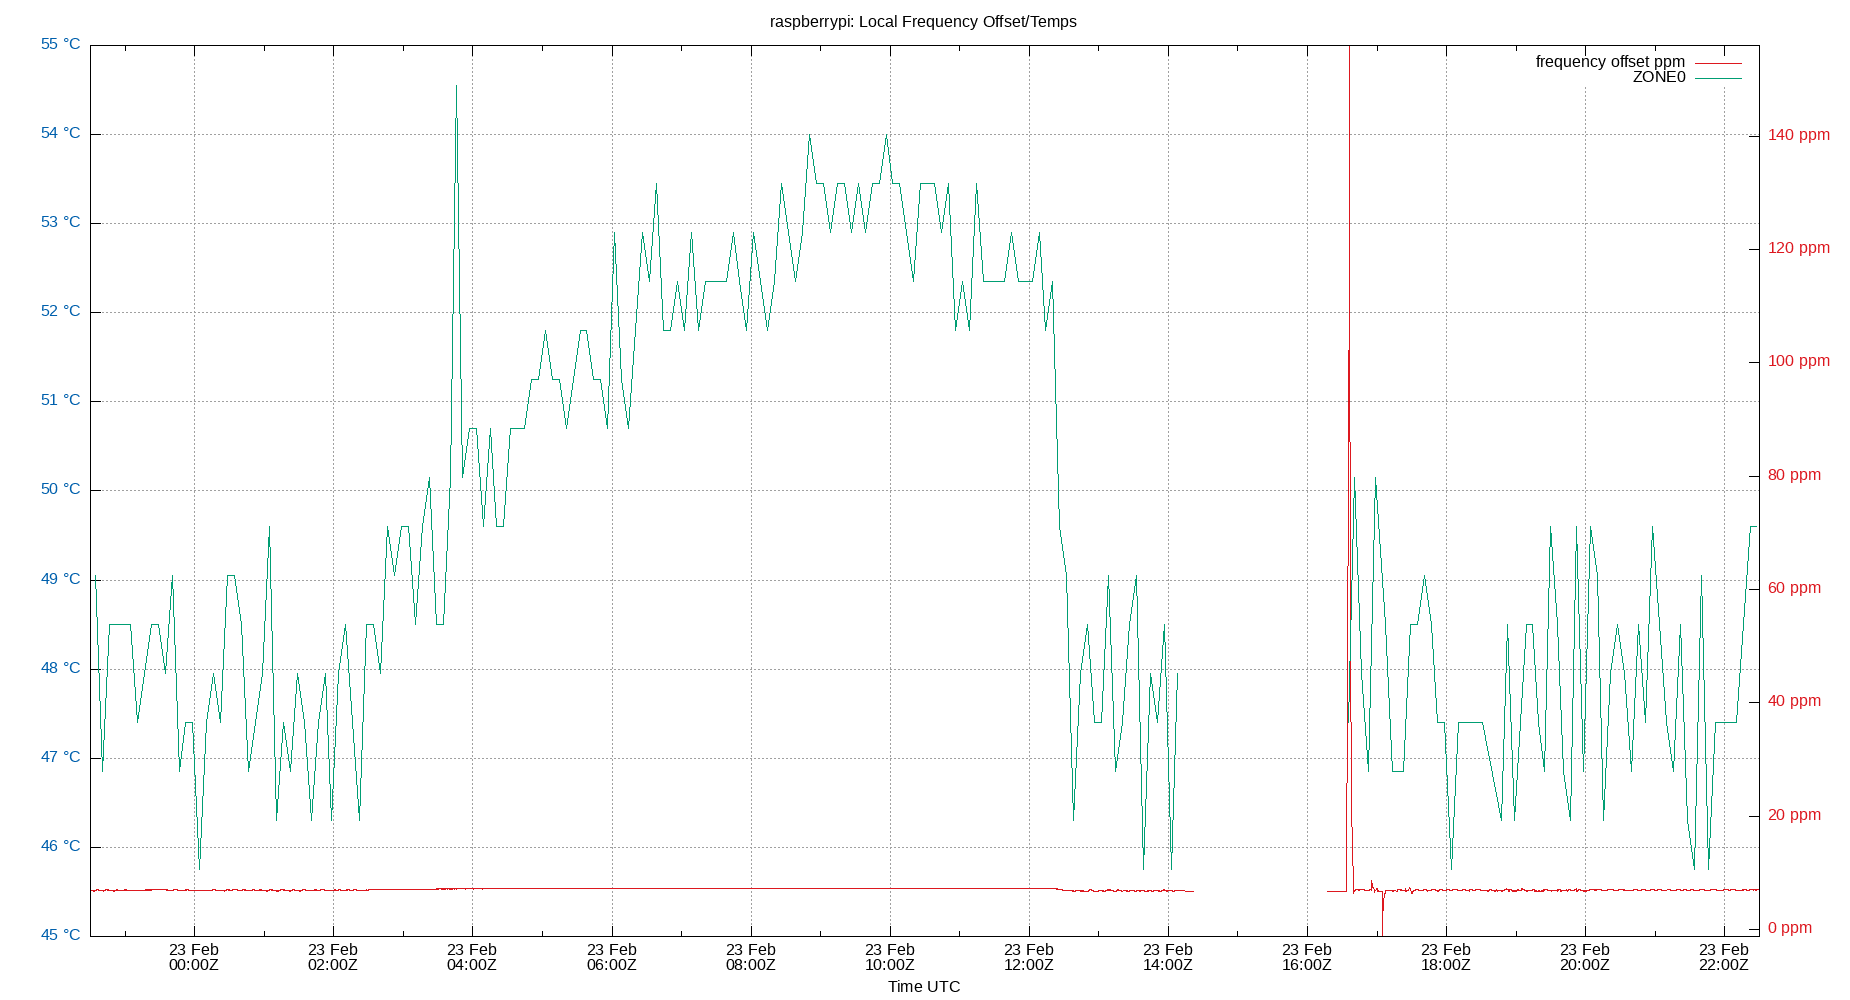 raspberrypi: Local Frequency Offset/Temps
frequency offset ppm
ZONE0
55 °C
54 °C
53 °C
52 °C
51 °C
50 °C
49 °C
48 °C
47 °C
46 °C
45 °C
140 ppm
120 ppm
100 ppm
80 ppm
60 ppm
40 ppm
20 ppm
0 ppm
23 Feb
00:00Z
23 Feb
02:00Z
23 Feb
04:00Z
23 Feb
06:00Z
23 Feb
08:00Z
23 Feb
10:00Z
23 Feb
12:00Z
23 Feb
14:00Z
23 Feb
16:00Z
23 Feb
18:00Z
23 Feb
20:00Z
23 Feb
22:00Z
Time UTC